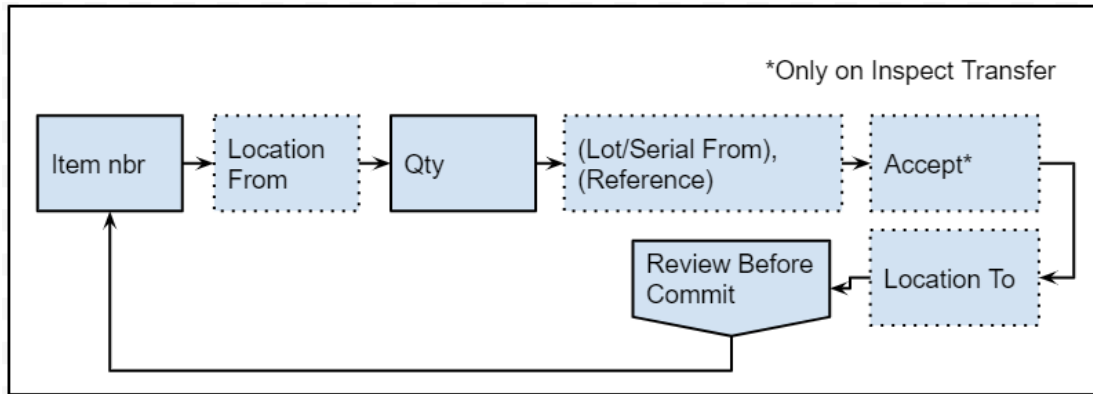 *Only on Inspect Transfer
Item nbr
Location
From
Qty
(Lot/Serial From),
(Reference)
Accept*
Location To
Review Before
Commit